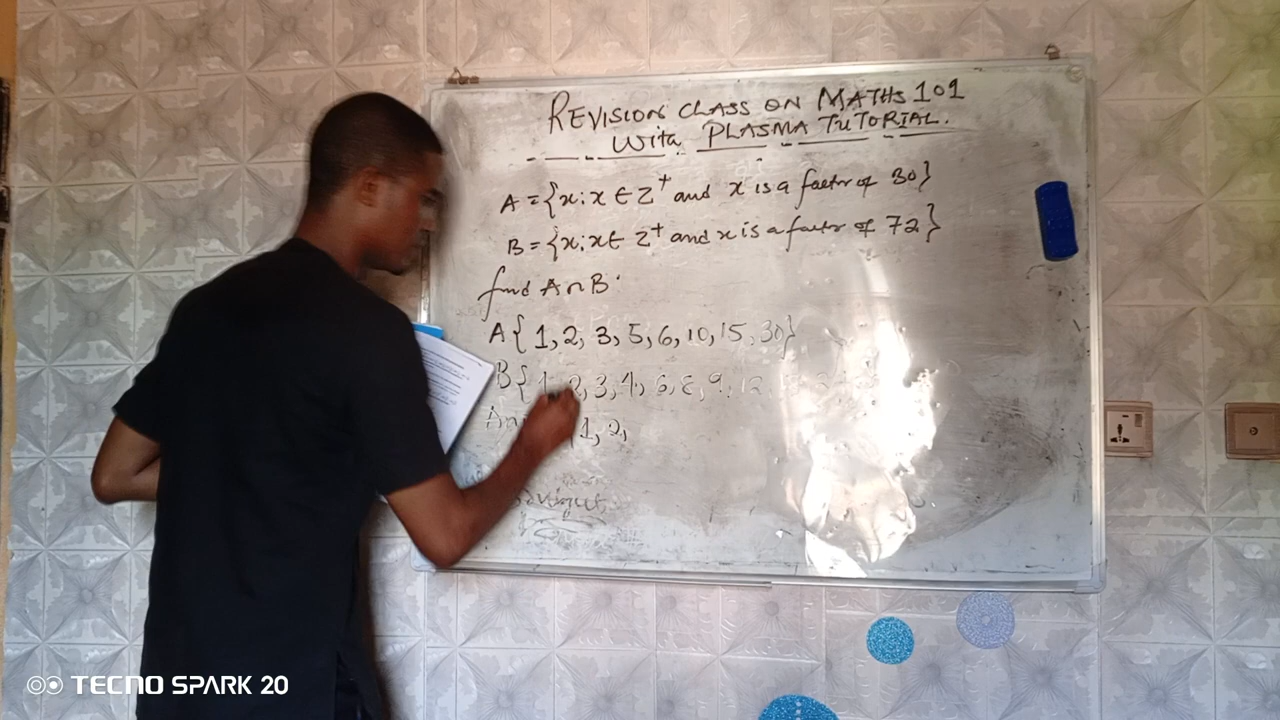 REVISION CLASS ON MATHS 101
With PLASMA TUTORIAL.
A = {x: x ∈ Z⁺ and x is a factr of 30}
B = {x: x ∈ Z⁺ and x is a factr of 72}
find A∩B.
A{1, 2, 3, 5, 6, 10, 15, 30}
B{1, 2, 3, 4, 6, 8, 9, 12
{1, 2,
TECNO SPARK 20